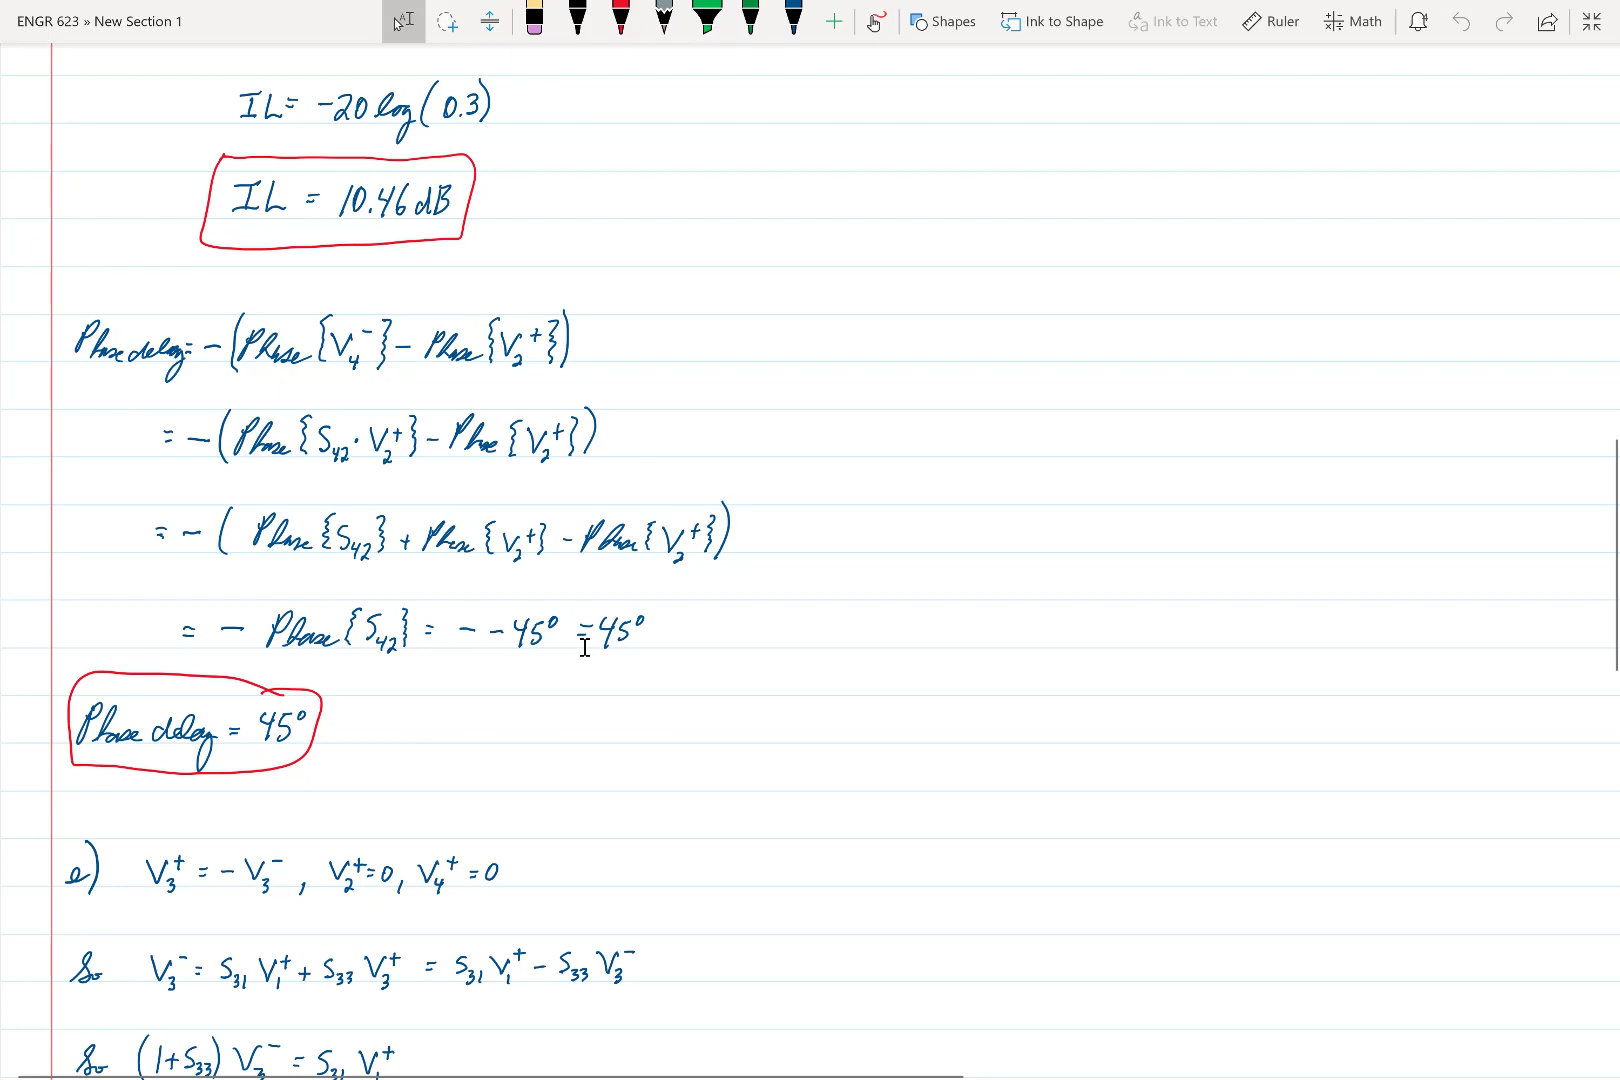 ENGR 623 » New Section 1 Shapes Ink to Shape Ink to Text Ruler Math
IL = -20 log(0.3)
IL = 10.46 dB
Phase delay = -(Phase{V₄⁻} - Phase{V₂⁺})
= -(Phase{S₄₂·V₂⁺} - Phase{V₂⁺})
= -(Phase{S₄₂} + Phase{V₂⁺} - Phase{V₂⁺})
= - Phase{S₄₂} = - -45° = 45°
Phase delay = 45°
e) V₃⁺ = -V₃⁻, V₂⁺=0, V₄⁺=0
So V₃⁻ = S₃₁ V₁⁺ + S₃₃ V₃⁺ = S₃₁ V₁⁺ - S₃₃ V₃⁻
So (1+S₃₃) V₃⁻ = S₃₁ V₁⁺